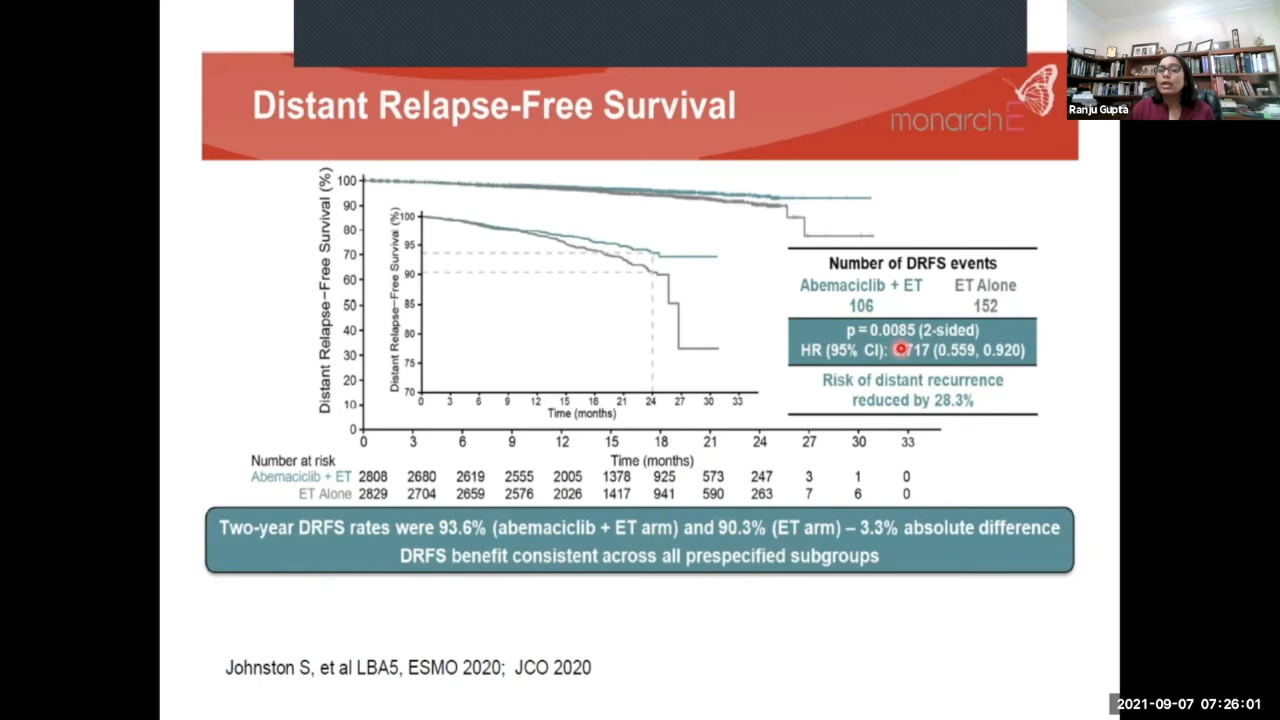 Distant Relapse-Free Survival
monarchE
Ranju Gupta
Distant Relapse–Free Survival (%)
100
90
80
70
60
50
40
30
20
10
0
0 3 6 9 12 15 18 21 24 27 30 33
Time (months)
Distant Relapse–Free Survival (%)
100
95
90
85
80
75
70
0 3 6 9 12 15 18 21 24 27 30 33
Time (months)
Number of DRFS events
Abemaciclib + ET ET Alone
106 152
p = 0.0085 (2-sided)
HR (95% CI): 717 (0.559, 0.920)
Risk of distant recurrence
reduced by 28.3%
Number at risk
Abemaciclib + ET 2808 2680 2619 2555 2005 1378 925 573 247 3 1 0
ET Alone 2829 2704 2659 2576 2026 1417 941 590 263 7 6 0
Two-year DRFS rates were 93.6% (abemaciclib + ET arm) and 90.3% (ET arm) – 3.3% absolute difference
DRFS benefit consistent across all prespecified subgroups
Johnston S, et al LBA5, ESMO 2020; JCO 2020
2021-09-07 07:26:01